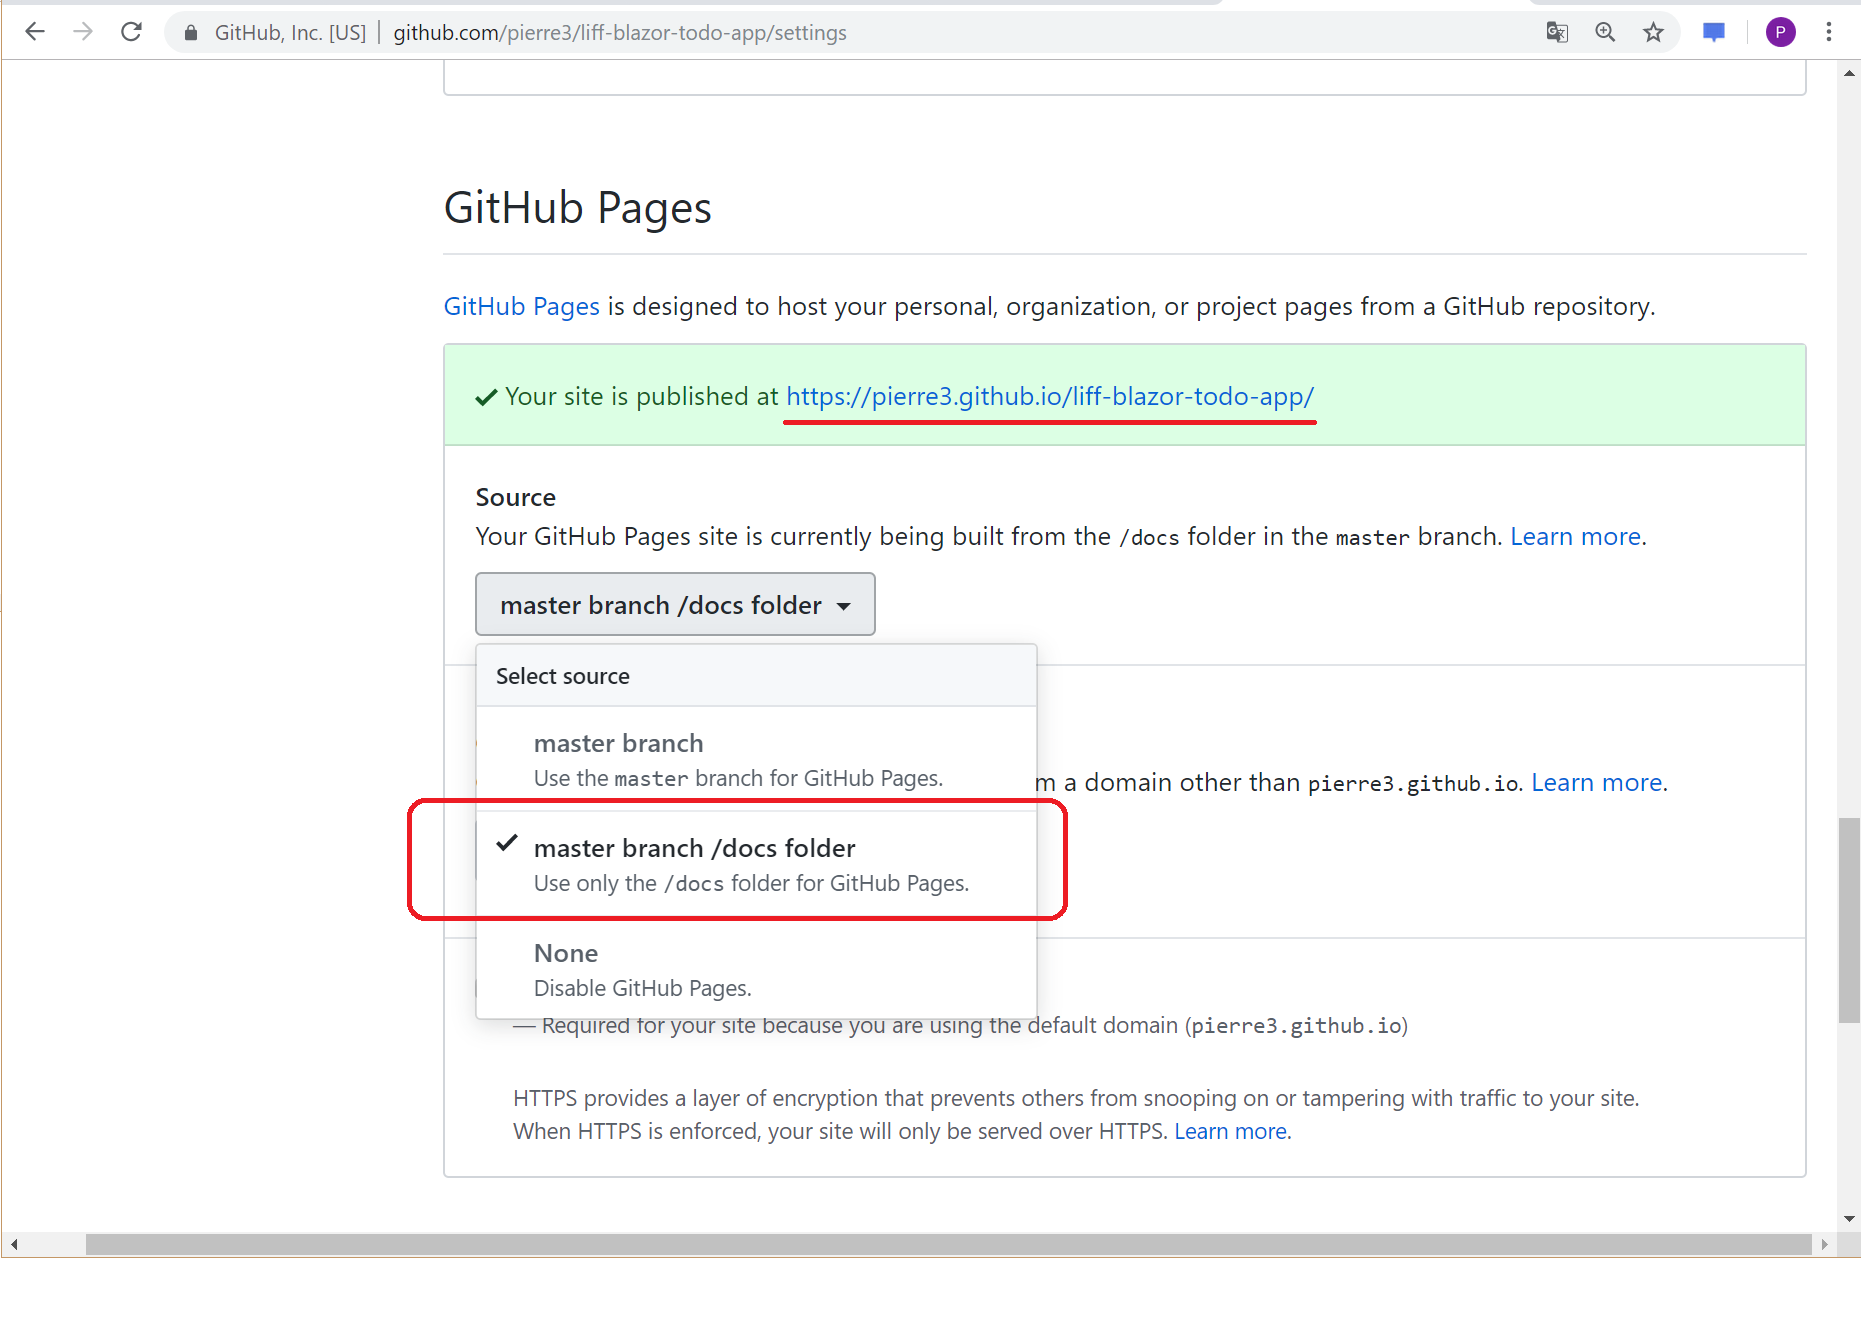 GitHub, Inc. [US] | github.com/pierre3/liff-blazor-todo-app/settings
P
GitHub Pages
GitHub Pages is designed to host your personal, organization, or project pages from a GitHub repository.
Your site is published at https://pierre3.github.io/liff-blazor-todo-app/
Source
Your GitHub Pages site is currently being built from the /docs folder in the master branch. Learn more.
master branch /docs folder
Select source
master branch
Use the master branch for GitHub Pages.
m a domain other than pierre3.github.io. Learn more.
master branch /docs folder
Use only the /docs folder for GitHub Pages.
None
Disable GitHub Pages.
— Required for your site because you are using the default domain (pierre3.github.io)
HTTPS provides a layer of encryption that prevents others from snooping on or tampering with traffic to your site.
When HTTPS is enforced, your site will only be served over HTTPS. Learn more.